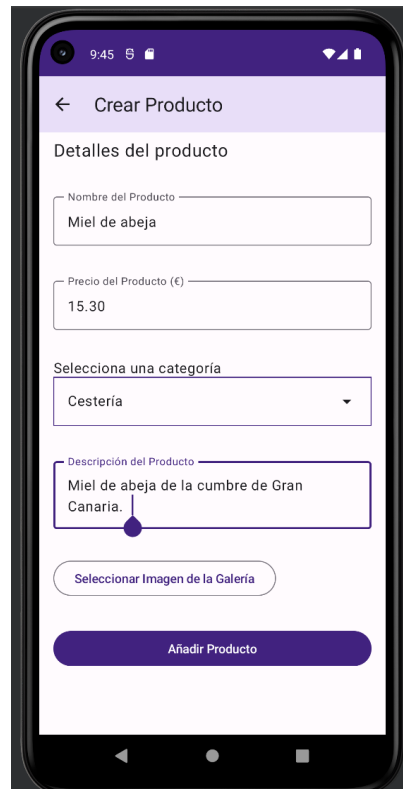 9:45
Crear Producto
Detalles del producto
Nombre del Producto
Miel de abeja
Precio del Producto (€)
15.30
Selecciona una categoría
Cestería
Descripción del Producto
Miel de abeja de la cumbre de Gran
Canaria.
Seleccionar Imagen de la Galería
Añadir Producto